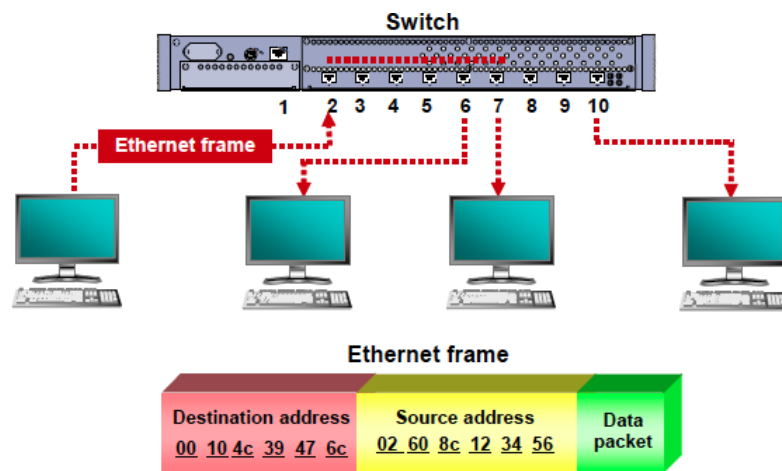 Switch
1 2 3 4 5 6 7 8 9 10
Ethernet frame
Ethernet frame
Destination address
00 10 4c 39 47 6c
Source address
02 60 8c 12 34 56
Data
packet